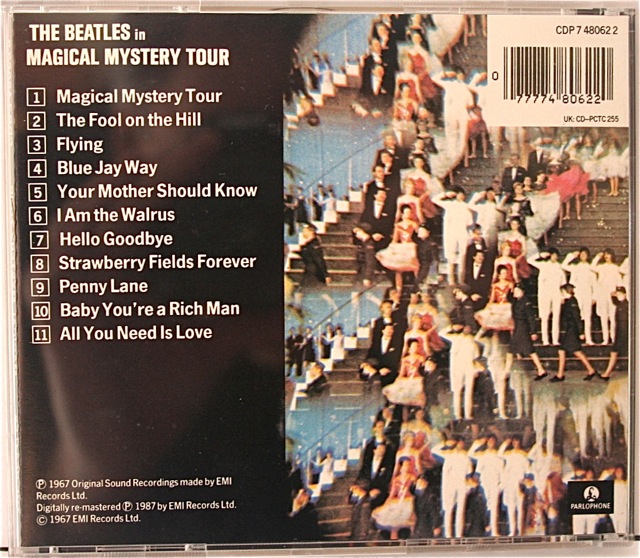 THE BEATLES in
MAGICAL MYSTERY TOUR
1 Magical Mystery Tour
2 The Fool on the Hill
3 Flying
4 Blue Jay Way
5 Your Mother Should Know
6 I Am the Walrus
7 Hello Goodbye
8 Strawberry Fields Forever
9 Penny Lane
10 Baby You're a Rich Man
11 All You Need Is Love
℗ 1967 Original Sound Recordings made by EMI
Records Ltd.
Digitally re-mastered ℗ 1987 by EMI Records Ltd.
© 1967 EMI Records Ltd.
CDP 7 48062 2
0 77774 80622
UK: CD–PCTC 255
PARLOPHONE